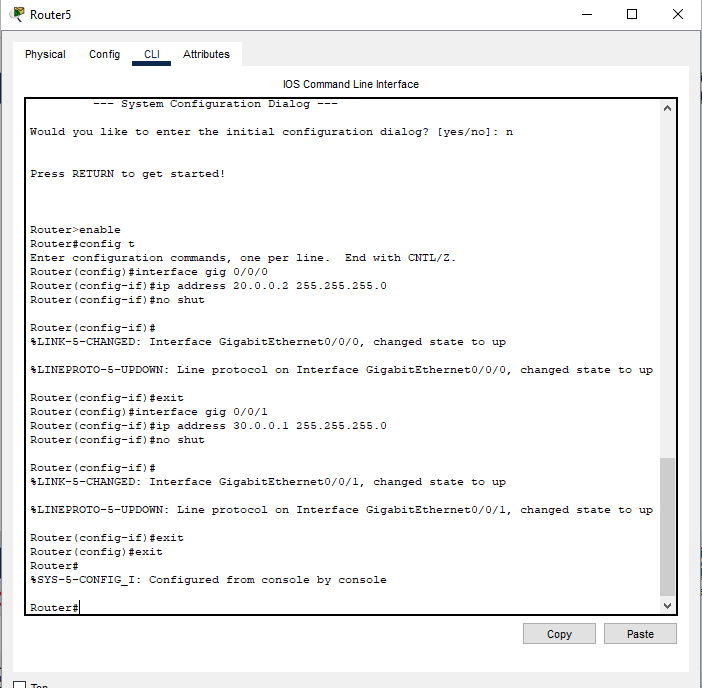 Router5
Physical Config CLI Attributes
IOS Command Line Interface
--- System Configuration Dialog ---
Would you like to enter the initial configuration dialog? [yes/no]: n
Press RETURN to get started!
Router>enable
Router#config t
Enter configuration commands, one per line.  End with CNTL/Z.
Router(config)#interface gig 0/0/0
Router(config-if)#ip address 20.0.0.2 255.255.255.0
Router(config-if)#no shut
Router(config-if)#
%LINK-5-CHANGED: Interface GigabitEthernet0/0/0, changed state to up
%LINEPROTO-5-UPDOWN: Line protocol on Interface GigabitEthernet0/0/0, changed state to up
Router(config-if)#exit
Router(config)#interface gig 0/0/1
Router(config-if)#ip address 30.0.0.1 255.255.255.0
Router(config-if)#no shut
Router(config-if)#
%LINK-5-CHANGED: Interface GigabitEthernet0/0/1, changed state to up
%LINEPROTO-5-UPDOWN: Line protocol on Interface GigabitEthernet0/0/1, changed state to up
Router(config-if)#exit
Router(config)#exit
Router#
%SYS-5-CONFIG_I: Configured from console by console
Router#
Copy Paste
Top